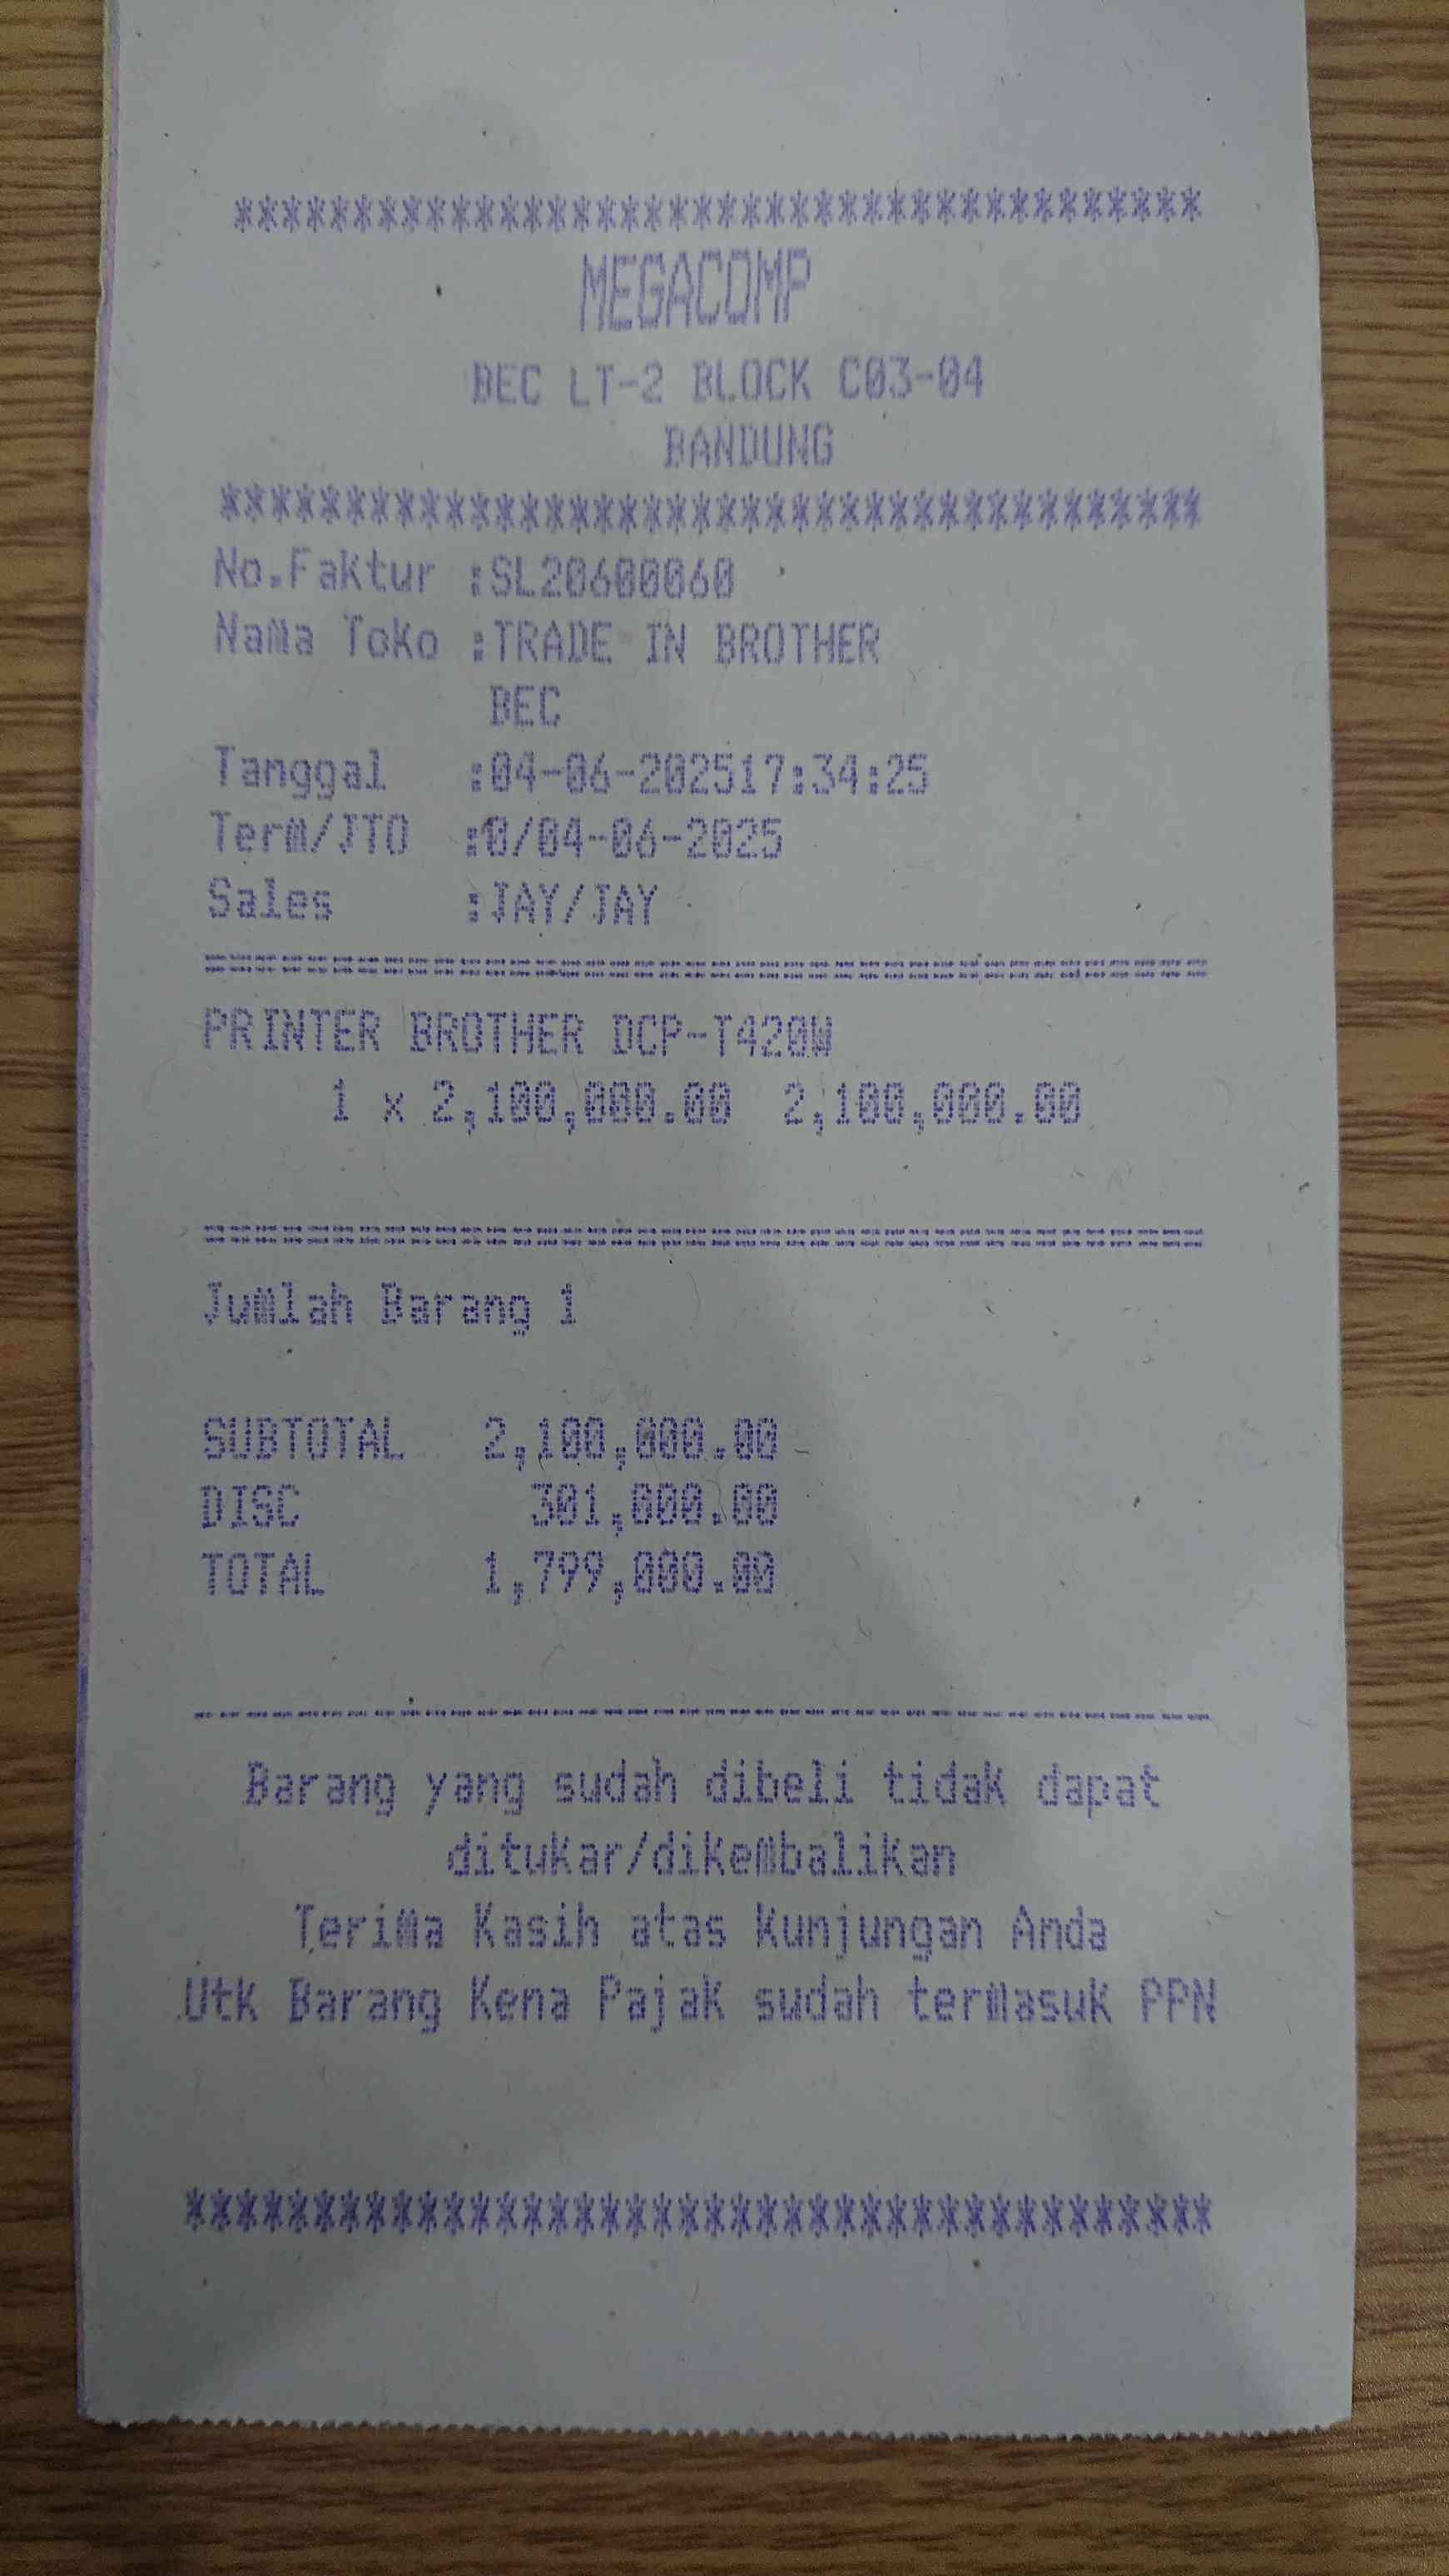 ****************************************
MEGACOMP
BEC LT-2 BLOCK C03-04
BANDUNG
****************************************
No.Faktur :SL20600060
Nama Toko :TRADE IN BROTHER
BEC
Tanggal :04-06-202517:34:25
Term/JTO :0/04-06-2025
Sales :JAY/JAY
========================================
PRINTER BROTHER DCP-T420W
1 x 2,100,000.00 2,100,000.00
========================================
Jumlah Barang 1
SUBTOTAL 2,100,000.00
DISC 301,000.00
TOTAL 1,799,000.00
----------------------------------------
Barang yang sudah dibeli tidak dapat
ditukar/dikembalikan
Terima Kasih atas Kunjungan Anda
Utk Barang Kena Pajak sudah termasuk PPN
****************************************